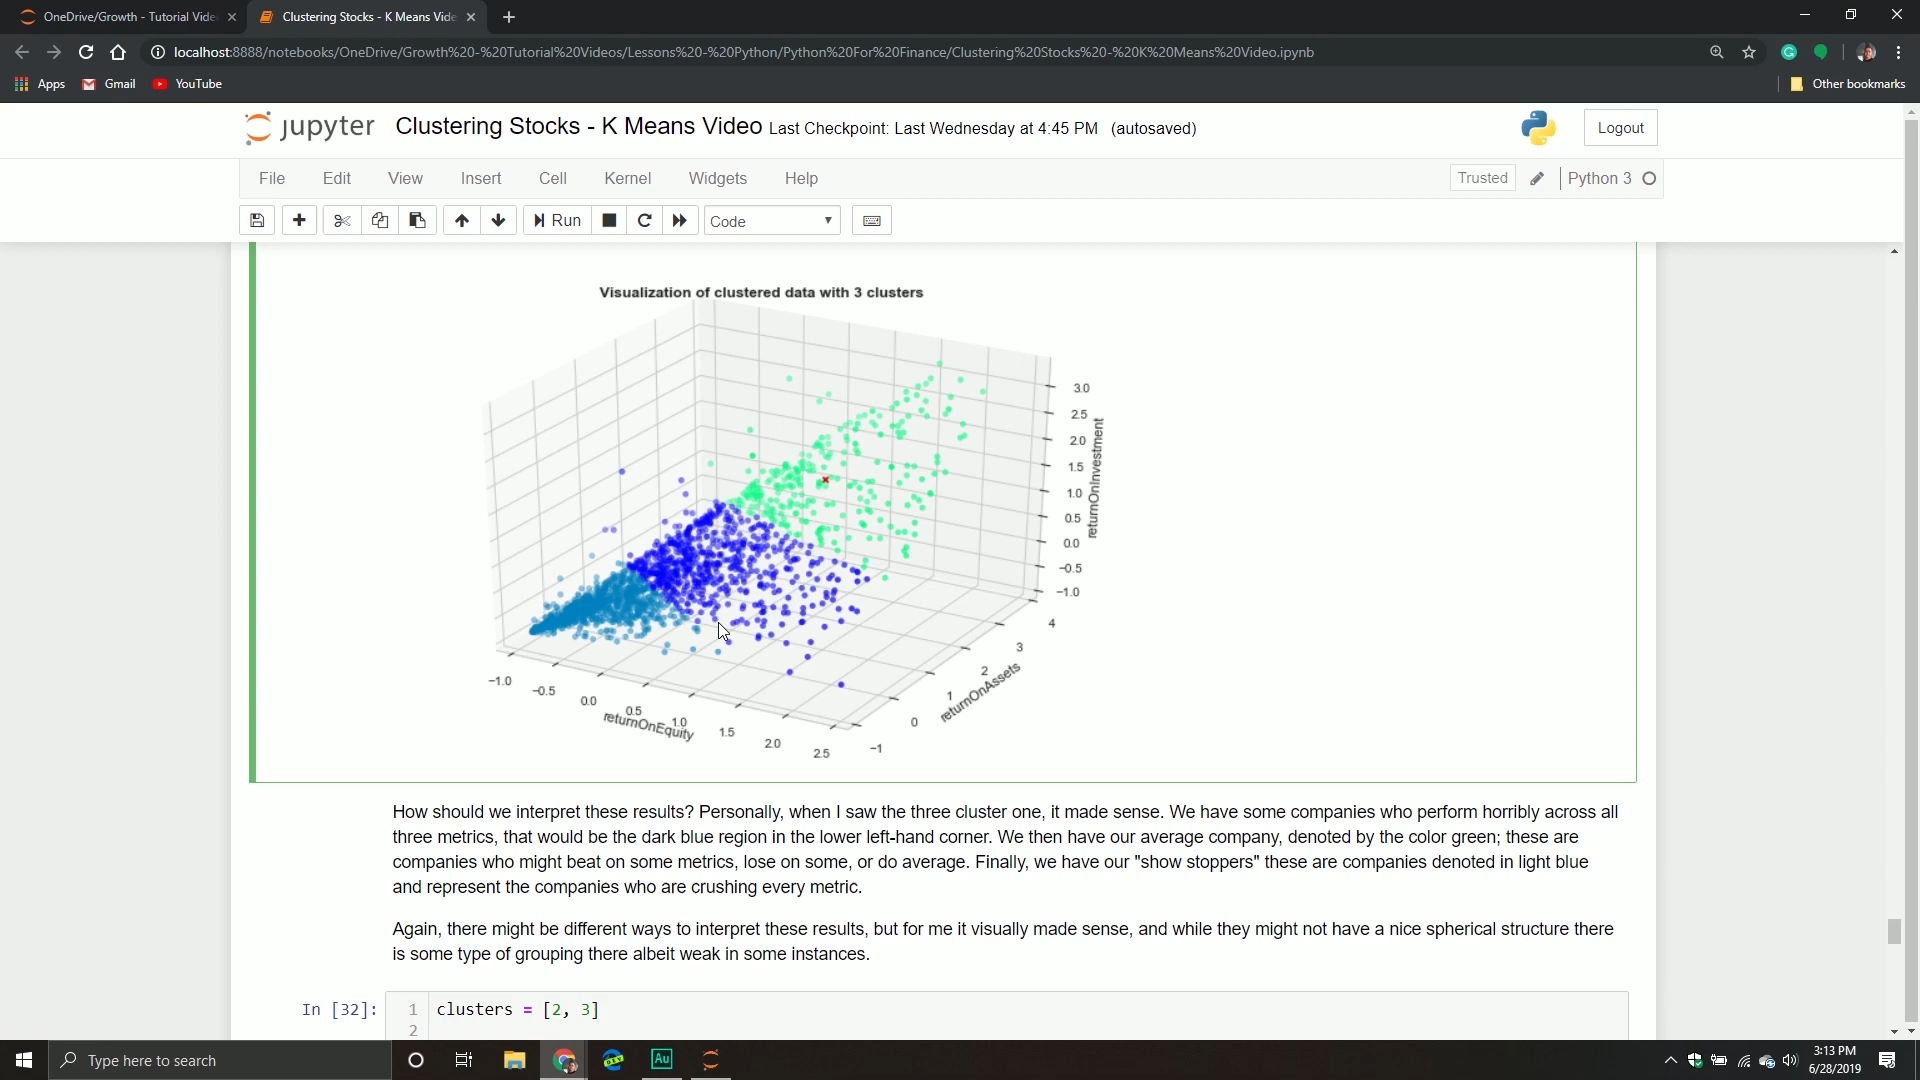 OneDrive/Growth - Tutorial Vide
Clustering Stocks - K Means Vide
localhost:8888/notebooks/OneDrive/Growth%20-%20Tutorial%20Videos/Lessons%20-%20Python/Python%20For%20Finance/Clustering%20Stocks%20-%20K%20Means%20Video.ipynb
Apps Gmail YouTube Other bookmarks
jupyter Clustering Stocks - K Means Video Last Checkpoint: Last Wednesday at 4:45 PM (autosaved) Logout
File Edit View Insert Cell Kernel Widgets Help Trusted Python 3
Run Code
Visualization of clustered data with 3 clusters
3.0
2.5
2.0
1.5
1.0
0.5
0.0
−0.5
−1.0
returnOnInvestment
4
3
2
1
0
−1
returnOnAssets
−1.0
−0.5
0.0
0.5
1.0
1.5
2.0
2.5
returnOnEquity
How should we interpret these results? Personally, when I saw the three cluster one, it made sense. We have some companies who perform horribly across all
three metrics, that would be the dark blue region in the lower left-hand corner. We then have our average company, denoted by the color green; these are
companies who might beat on some metrics, lose on some, or do average. Finally, we have our "show stoppers" these are companies denoted in light blue
and represent the companies who are crushing every metric.
Again, there might be different ways to interpret these results, but for me it visually made sense, and while they might not have a nice spherical structure there
is some type of grouping there albeit weak in some instances.
In [32]: 1 clusters = [2, 3]
2
Type here to search
DEV
Au
3:13 PM
6/28/2019